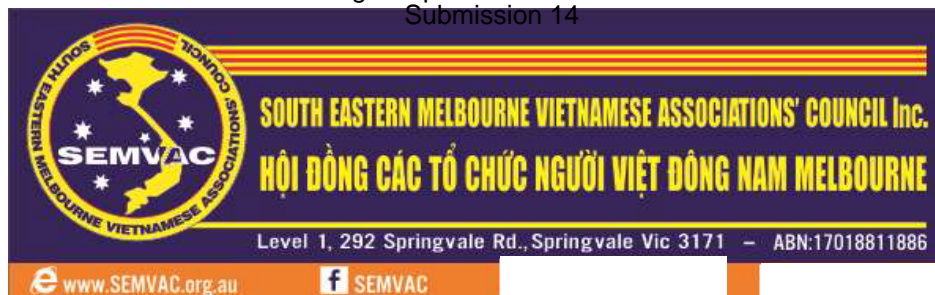 Submission 14
SOUTH EASTERN MELBOURNE VIETNAMESE ASSOCIATIONS' COUNCIL
SEMVAC
SOUTH EASTERN MELBOURNE VIETNAMESE ASSOCIATIONS' COUNCIL Inc.
HỘI ĐỒNG CÁC TỔ CHỨC NGƯỜI VIỆT ĐÔNG NAM MELBOURNE
Level 1, 292 Springvale Rd., Springvale Vic 3171 – ABN:17018811886
www.SEMVAC.org.au
f SEMVAC